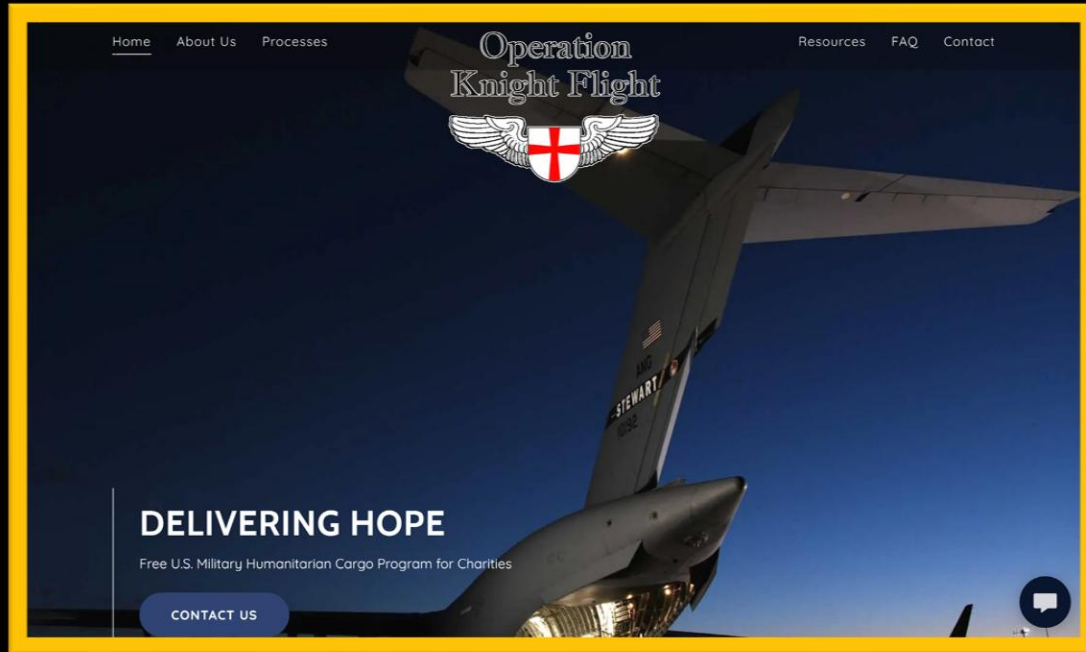 Home About Us Processes
Operation
Knight Flight
Resources FAQ Contact
ANG
STEWART
10192
DELIVERING HOPE
Free U.S. Military Humanitarian Cargo Program for Charities
CONTACT US